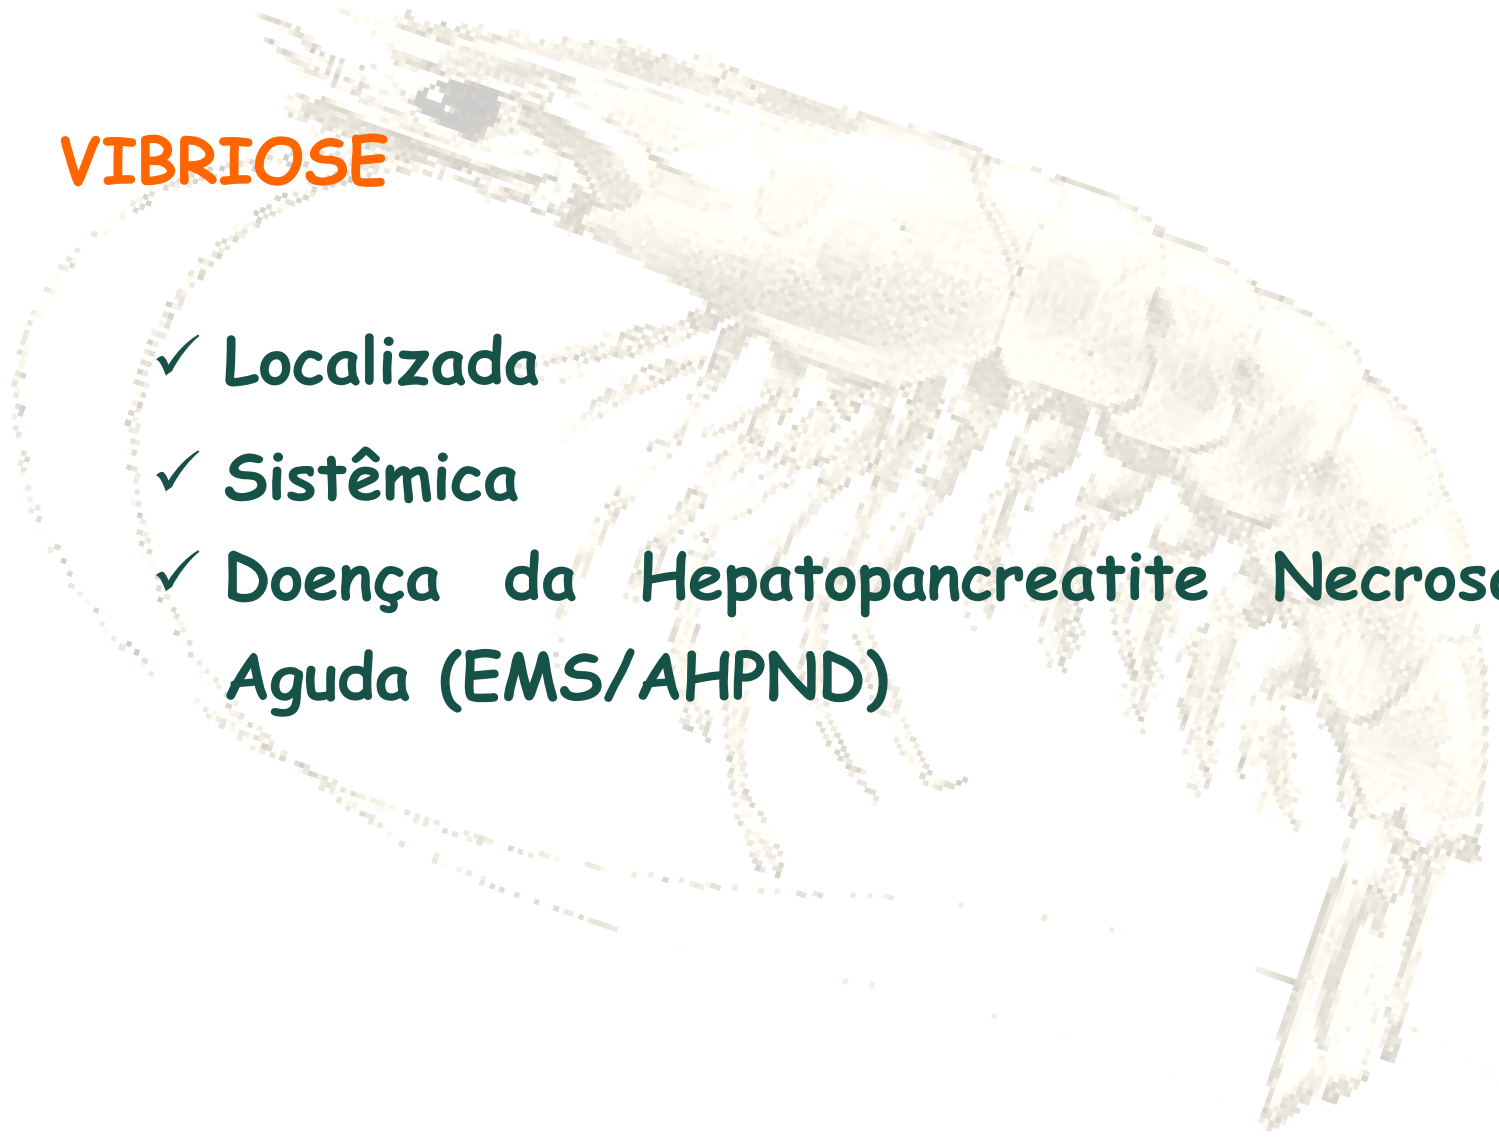 VIBRIOSE
✓ Localizada
✓ Sistêmica
✓ Doença da Hepatopancreatite
Aguda (EMS/AHPND)